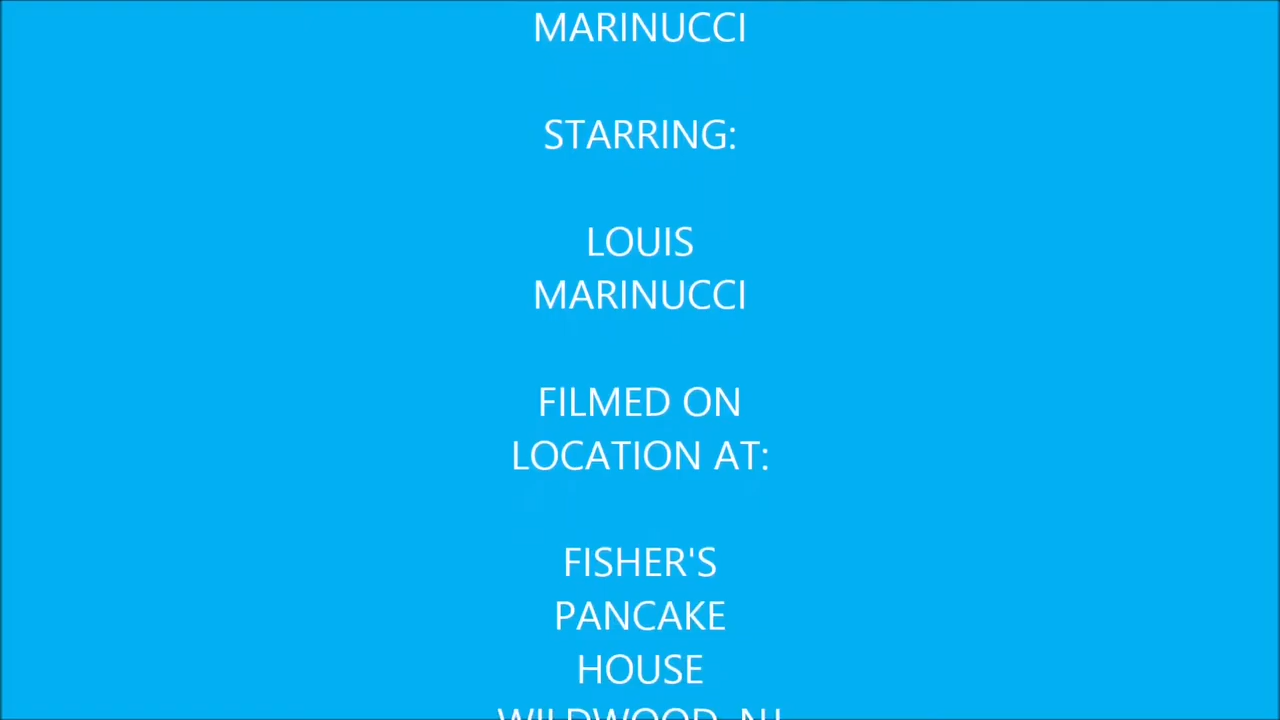 MARINUCCI
STARRING:
LOUIS
MARINUCCI
FILMED ON
LOCATION AT:
FISHER'S
PANCAKE
HOUSE
WILDWOOD, NJ